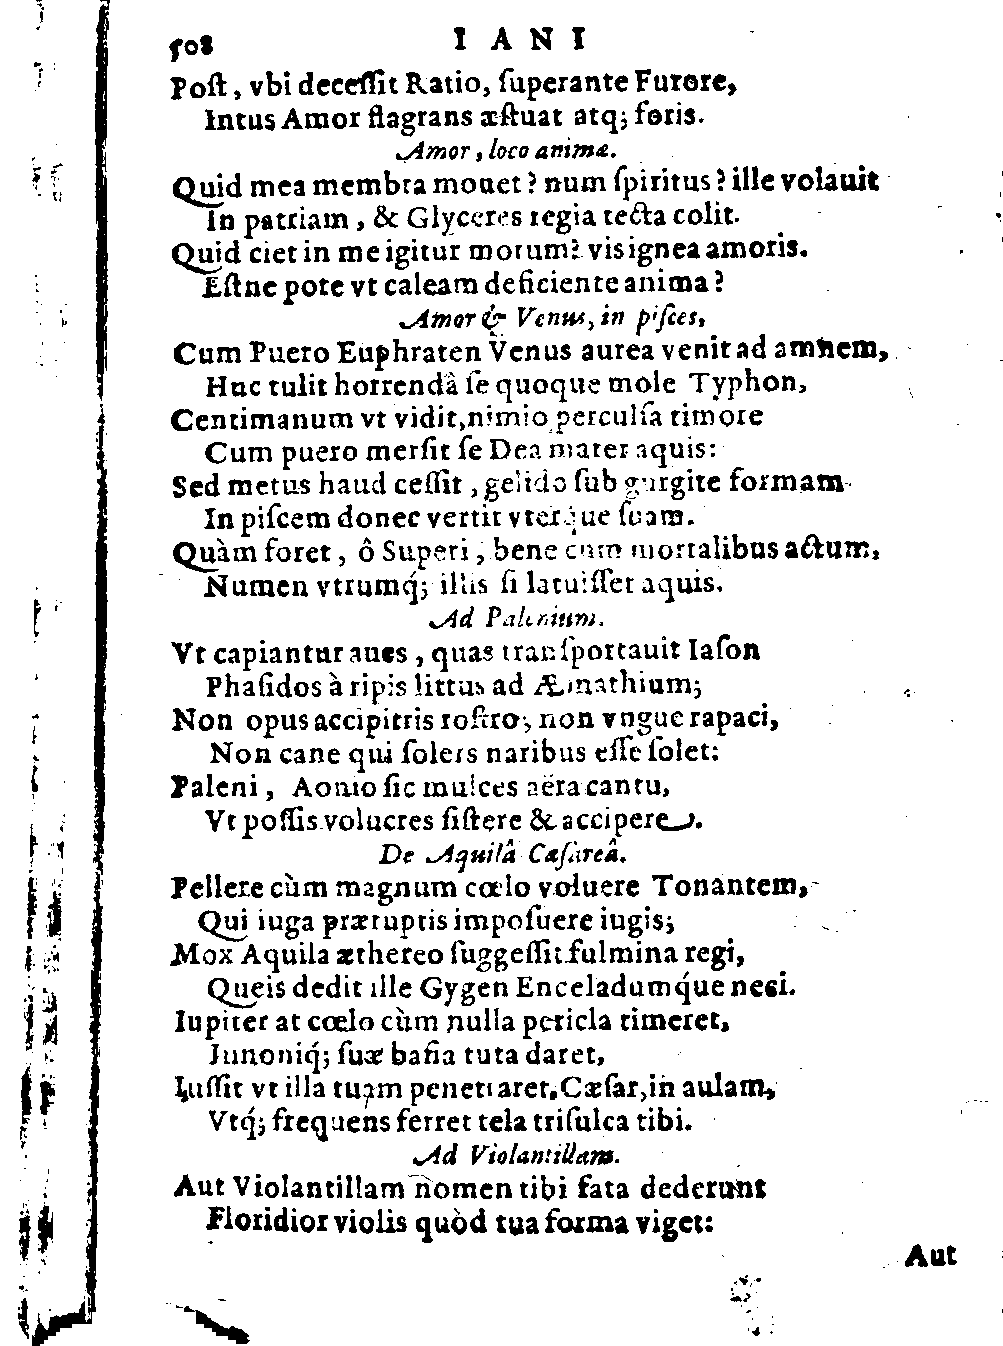 508 IANI
Poſt, vbi deceſſit Ratio, ſuperante Furore,
Intus Amor flagrans æſtuat atq; foris.
Amor, loco animæ.
Quid mea membra mouet? num ſpiritus? ille volauit
In patriam, & Glyceres regia tecta colit.
Quid ciet in me igitur motum? vis ignea amoris.
Eſtne pote vt caleam deficiente anima?
Amor & Venus, in piſces,
Cum Puero Euphraten Venus aurea venit ad amnem,
Huc tulit horrendâ ſe quoque mole Typhon,
Centimanum vt vidit, nimio perculſa timore
Cum puero merſit ſe Dea mater aquis:
Sed metus haud ceſſit, gelido ſub gurgite formam
In piſcem donec vertit vterque ſuam.
Quàm foret, ô Superi, bene cum mortalibus actum,
Numen vtrumq́; illis ſi latuiſſet aquis.
Ad Palenium.
Vt capiantur aues, quas tranſportauit Iaſon
Phaſidos à ripis littus ad Æmathium;
Non opus accipitris roſtro, non vngue rapaci,
Non cane qui ſolers naribus eſſe ſolet:
Paleni, Aonio ſic mulces aëra cantu,
Vt poſſis volucres ſiſtere & accipere.
De Aquilâ Cæſareâ.
Pellere cùm magnum cœlo voluere Tonantem,
Qui iuga præruptis impoſuere iugis;
Mox Aquila æthereo ſuggeſſit fulmina regi,
Queis dedit ille Gygen Enceladumq́ue neci.
Iupiter at cœlo cùm nulla pericla timeret,
Iunoniq́; ſuæ baſia tuta daret,
Iuſſit vt illa tuam penetraret, Cæſar, in aulam,
Vtq́; frequens ferret tela triſulca tibi.
Ad Violantillam.
Aut Violantillam nomen tibi fata dederunt
Floridior violis quòd tua forma viget:
Aut